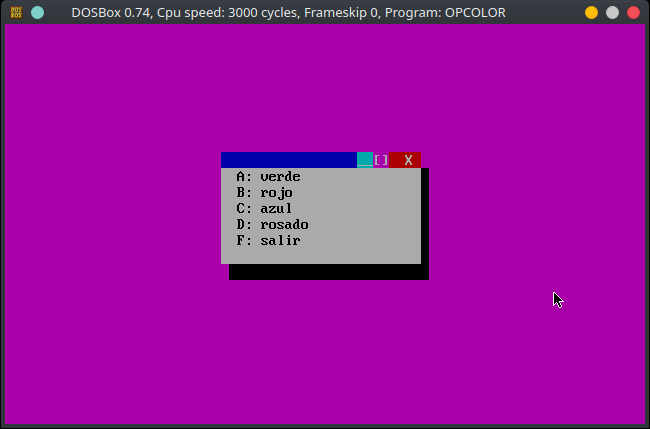 DOSBox 0.74, Cpu speed: 3000 cycles, Frameskip 0, Program: OPCOLOR
_[] X
A: verde
B: rojo
C: azul
D: rosado
F: salir